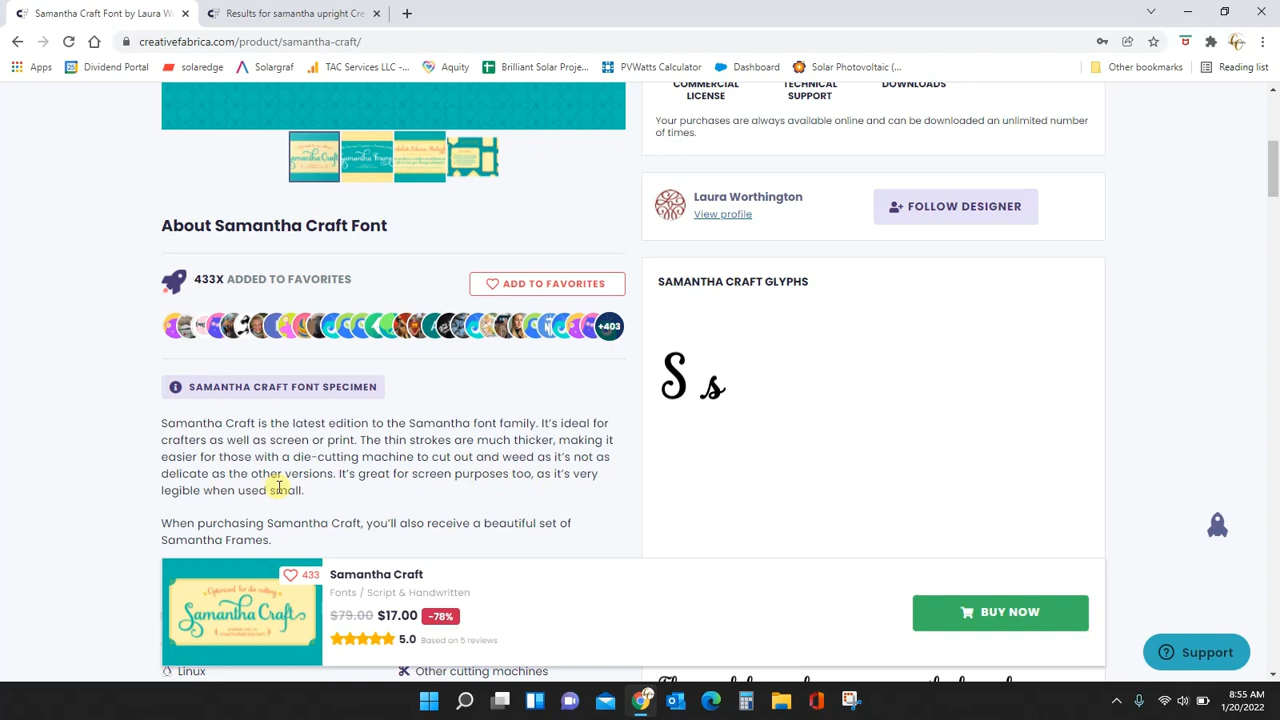 Samantha Craft Font by Laura Wo
Results for samantha upright Cre
creativefabrica.com/product/samantha-craft/
Apps
Dividend Portal
solaredge
Solargraf
TAC Services LLC -...
Aquity
Brilliant Solar Proje...
PVWatts Calculator
Dashboard
Solar Photovoltaic (...
Other bookmarks
Reading list
COMMERCIAL
LICENSE
TECHNICAL
SUPPORT
DOWNLOADS
Your purchases are always available online and can be downloaded an unlimited number
of times.
Laura Worthington
View profile
FOLLOW DESIGNER
About Samantha Craft Font
433X ADDED TO FAVORITES
ADD TO FAVORITES
+403
SAMANTHA CRAFT GLYPHS
S s
SAMANTHA CRAFT FONT SPECIMEN
Samantha Craft is the latest edition to the Samantha font family. It's ideal for
crafters as well as screen or print. The thin strokes are much thicker, making it
easier for those with a die-cutting machine to cut out and weed as it's not as
delicate as the other versions. It's great for screen purposes too, as it's very
legible when used small.
When purchasing Samantha Craft, you'll also receive a beautiful set of
Samantha Frames.
Optimized for die cutting
Samantha Craft
433
Samantha Craft
Fonts / Script & Handwritten
$79.00 $17.00 -78%
5.0 Based on 5 reviews
BUY NOW
Support
Linux
Other cutting machines
8:55 AM
1/20/2022